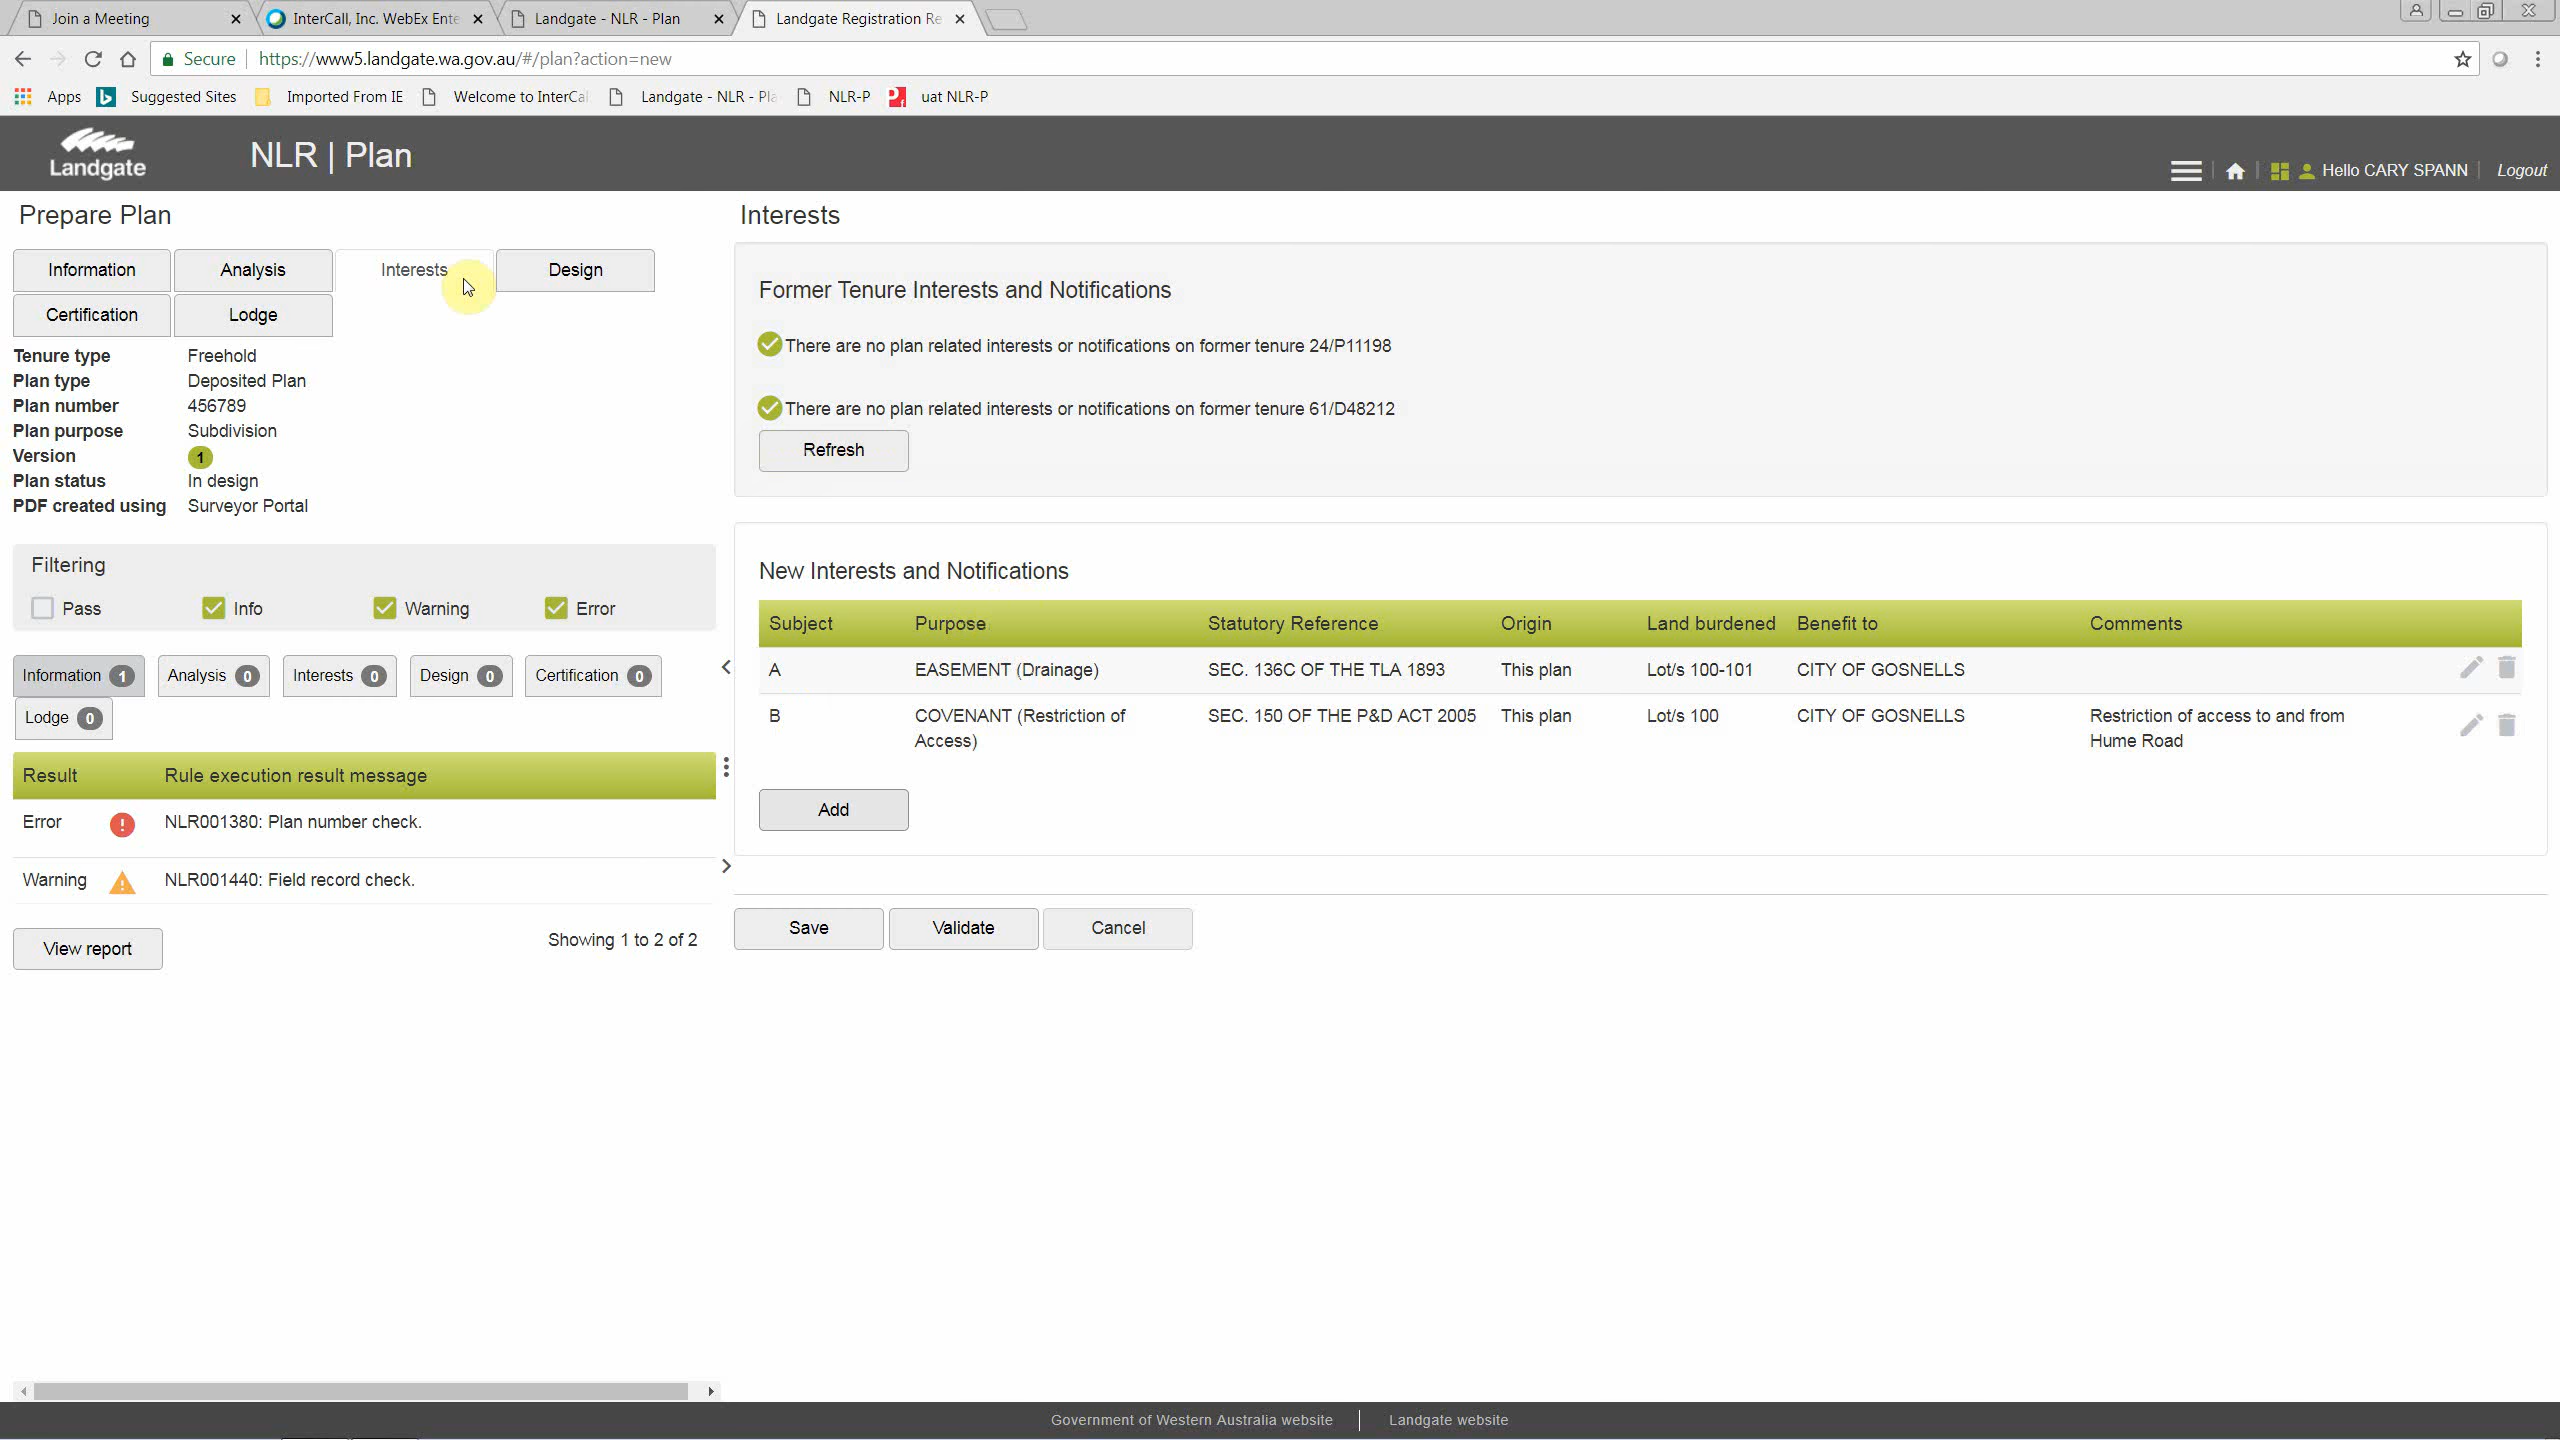 Join a Meeting
InterCall, Inc. WebEx Ente
Landgate - NLR - Plan
Landgate Registration Re
Secure
https://www5.landgate.wa.gov.au/#/plan?action=new
Apps
Suggested Sites
Imported From IE
Welcome to InterCal
Landgate - NLR - Pla
NLR-P
uat NLR-P
Landgate
NLR | Plan
Hello CARY SPANN
Logout
Prepare Plan
Information
Analysis
Interests
Design
Certification
Lodge
Tenure type Freehold
Plan type Deposited Plan
Plan number 456789
Plan purpose Subdivision
Version 1
Plan status In design
PDF created using Surveyor Portal
Filtering
Pass
Info
Warning
Error
Information 1
Analysis 0
Interests 0
Design 0
Certification 0
Lodge 0
Result Rule execution result message
Error NLR001380: Plan number check.
Warning NLR001440: Field record check.
View report
Showing 1 to 2 of 2
Interests
Former Tenure Interests and Notifications
There are no plan related interests or notifications on former tenure 24/P11198
There are no plan related interests or notifications on former tenure 61/D48212
Refresh
New Interests and Notifications
Subject Purpose Statutory Reference Origin Land burdened Benefit to Comments
A EASEMENT (Drainage) SEC. 136C OF THE TLA 1893 This plan Lot/s 100-101 CITY OF GOSNELLS
B COVENANT (Restriction of SEC. 150 OF THE P&D ACT 2005 This plan Lot/s 100 CITY OF GOSNELLS Restriction of access to and from
Access) Hume Road
Add
Save
Validate
Cancel
Government of Western Australia website
Landgate website